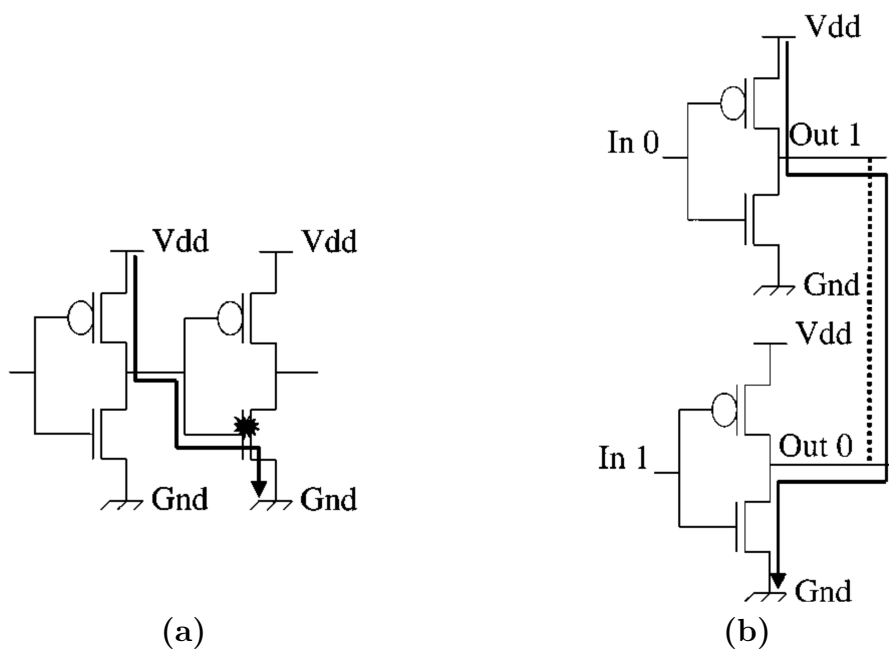 Vdd
Vdd
Gnd
Gnd
(a)
Vdd
In 0
Out 1
Gnd
Vdd
In 1
Out 0
Gnd
(b)